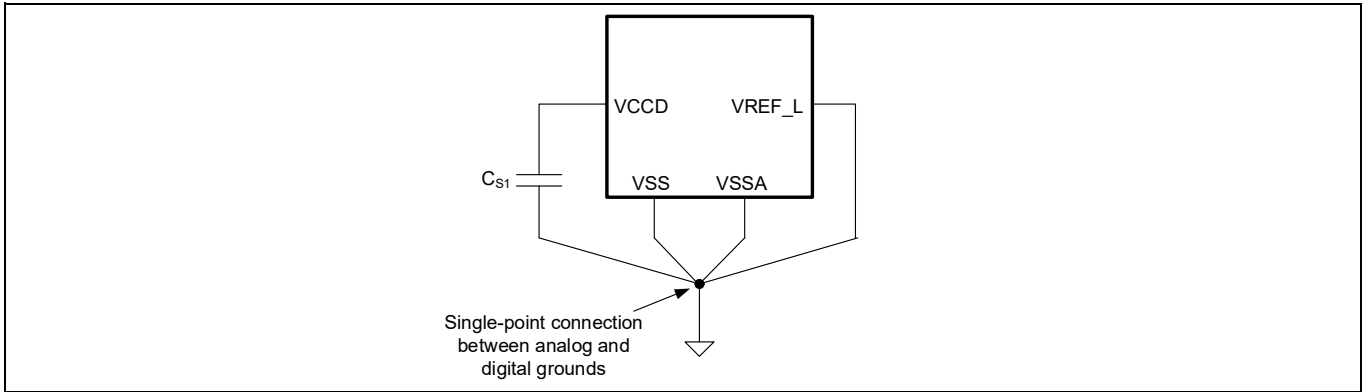 VCCD
VREF_L
CS1
VSS
VSSA
Single-point connection
between analog and
digital grounds